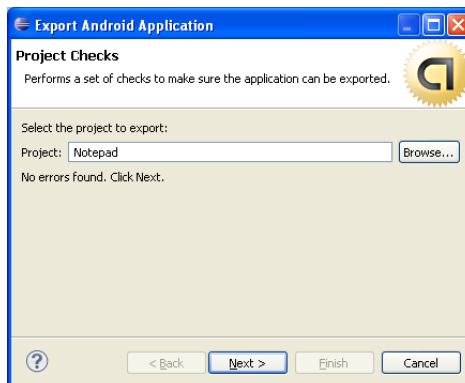 Export Android Application
Project Checks
Performs a set of checks to make sure the application can be exported.
Select the project to export:
Project: Notepad Browse...
No errors found. Click Next.
? < Back Next > Finish Cancel